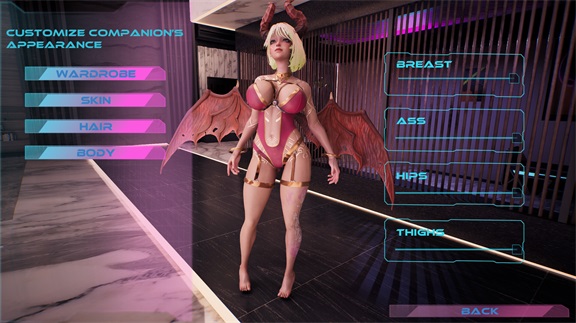 CUSTOMIZE COMPANION'S
APPEARANCE
WARDROBE
SKIN
HAIR
BODY
BREAST
ASS
HIPS
THIGHS
BACK